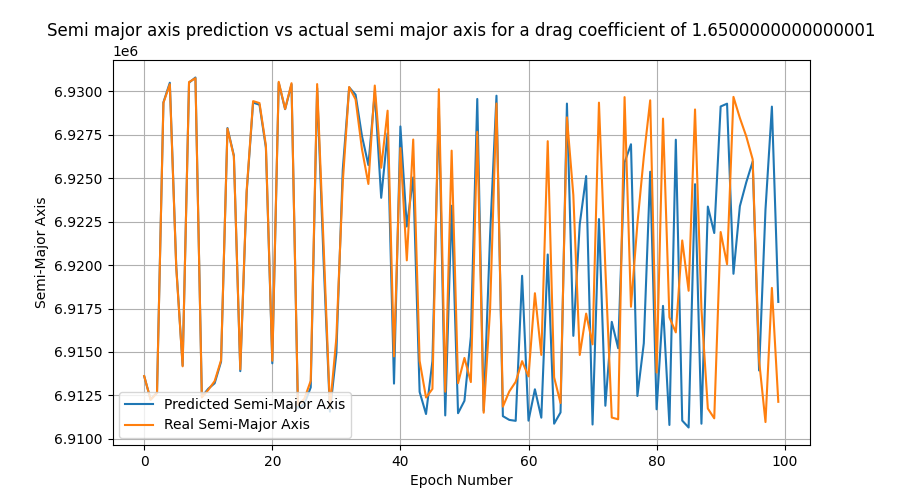 Semi major axis prediction vs actual semi major axis for a drag coefficient of 1.6500000000000001
1e6
6.9300
6.9275
6.9250
6.9225
6.9200
6.9175
6.9150
6.9125
6.9100
Semi-Major Axis
Predicted Semi-Major Axis
Real Semi-Major Axis
0 20 40 60 80 100
Epoch Number